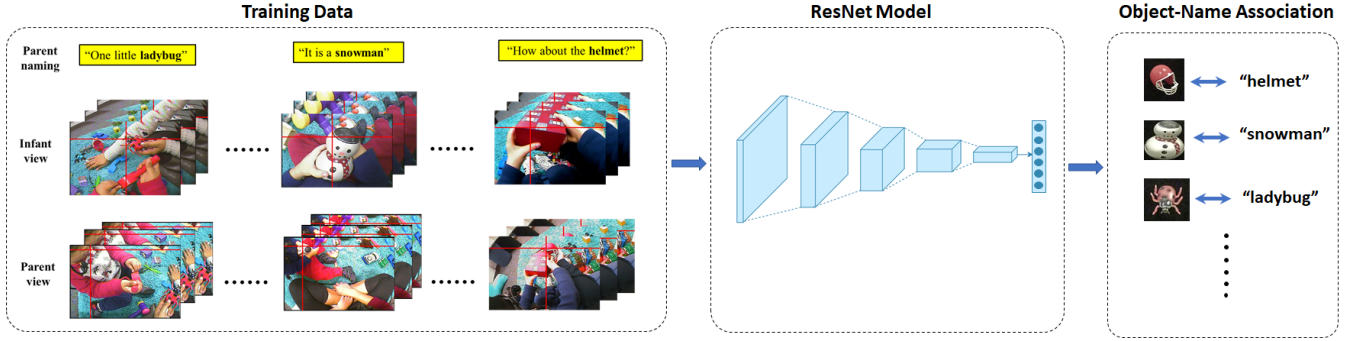 Training Data
ResNet Model
Object-Name Association
Parent
naming
“One little ladybug”
“It is a snowman”
“How about the helmet?”
Infant
view
Parent
view
“helmet”
“snowman”
“ladybug”